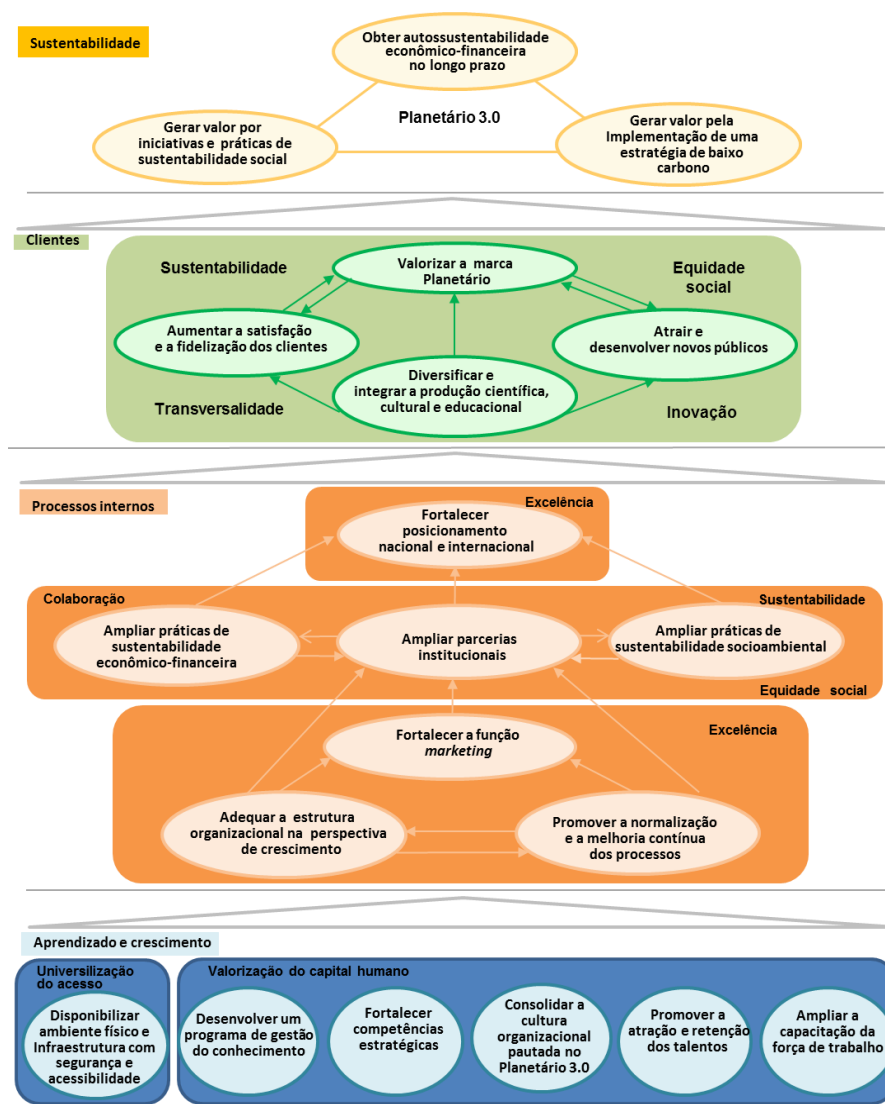 Sustentabilidade
Obter autossustentabilidade
econômico-financeira
no longo prazo
Planetário 3.0
Gerar valor por
iniciativas e práticas de
sustentabilidade social
Gerar valor pela
Implementação de uma
estratégia de baixo
carbono
Clientes
Sustentabilidade
Valorizar a marca
Planetário
Equidade
social
Aumentar a satisfação
e a fidelização dos clientes
Atrair e
desenvolver novos públicos
Diversificar e
integrar a produção científica,
cultural e educacional
Transversalidade
Inovação
Processos internos
Excelência
Fortalecer
posicionamento
nacional e internacional
Colaboração
Sustentabilidade
Ampliar práticas de
sustentabilidade
econômico-financeira
Ampliar parcerias
institucionais
Ampliar práticas de
sustentabilidade socioambiental
Equidade social
Excelência
Fortalecer a função
marketing
Adequar a estrutura
organizacional na perspectiva
de crescimento
Promover a normalização
e a melhoria contínua
dos processos
Aprendizado e crescimento
Universilização
do acesso
Disponibilizar
ambiente físico e
Infraestrutura com
segurança e
acessibilidade
Valorização do capital humano
Desenvolver um
programa de gestão
do conhecimento
Fortalecer
competências
estratégicas
Consolidar a
cultura
organizacional
pautada no
Planetário 3.0
Promover a
atração e retenção
dos talentos
Ampliar a
capacitação da
força de trabalho